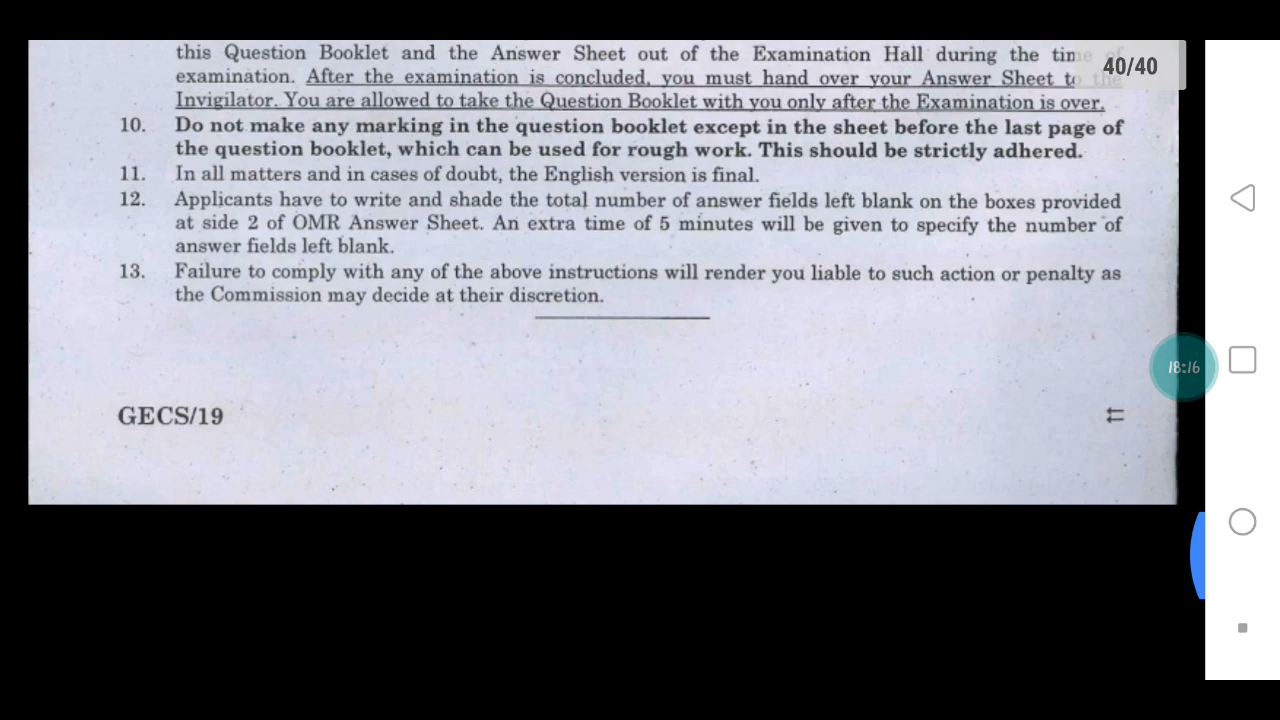 this Question Booklet and the Answer Sheet out of the Examination Hall during the time of
40/40
examination. After the examination is concluded, you must hand over your Answer Sheet to the
Invigilator. You are allowed to take the Question Booklet with you only after the Examination is over.
10. Do not make any marking in the question booklet except in the sheet before the last page of
the question booklet, which can be used for rough work. This should be strictly adhered.
11. In all matters and in cases of doubt, the English version is final.
12. Applicants have to write and shade the total number of answer fields left blank on the boxes provided
at side 2 of OMR Answer Sheet. An extra time of 5 minutes will be given to specify the number of
answer fields left blank.
13. Failure to comply with any of the above instructions will render you liable to such action or penalty as
the Commission may decide at their discretion.
18:16
GECS/19